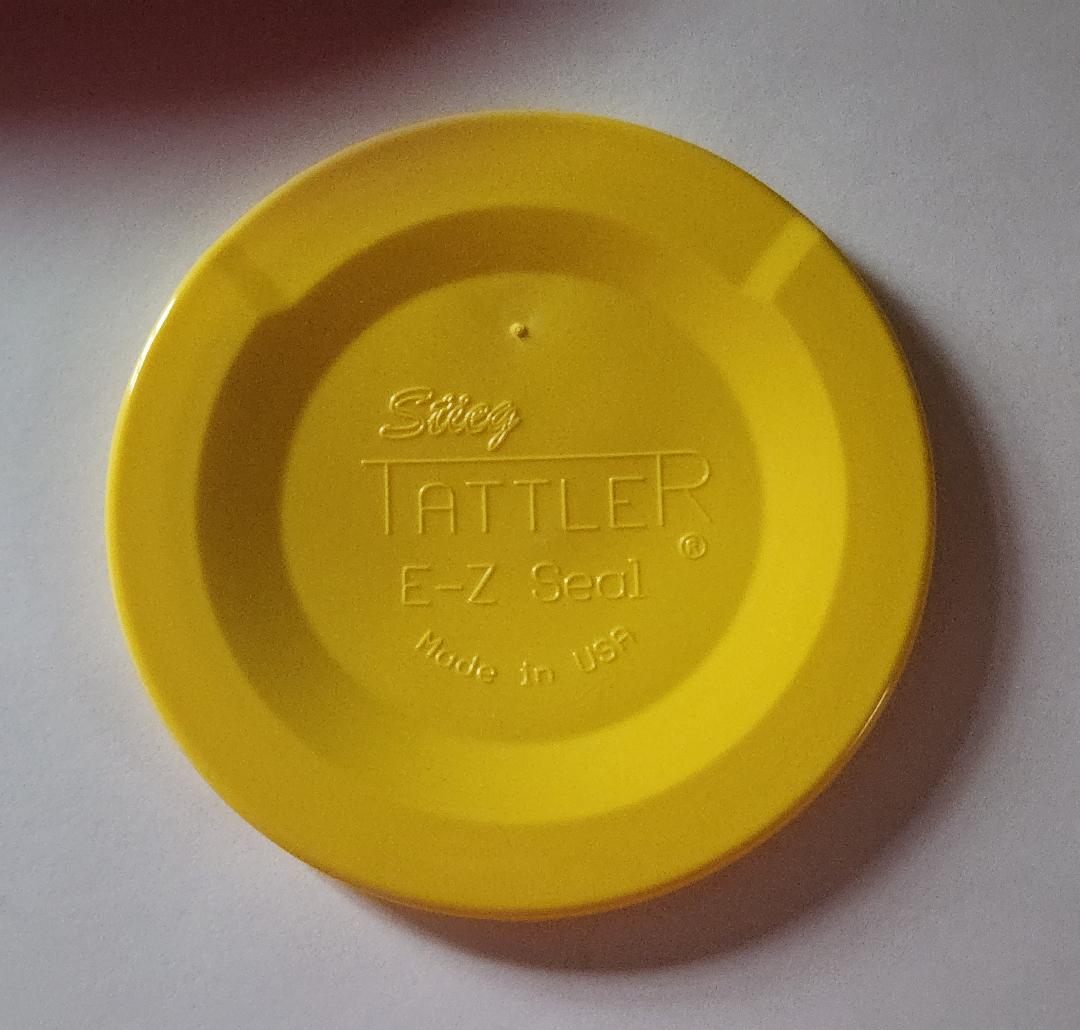 Stieg
TATTLER
®
E-Z Seal
Made in USA